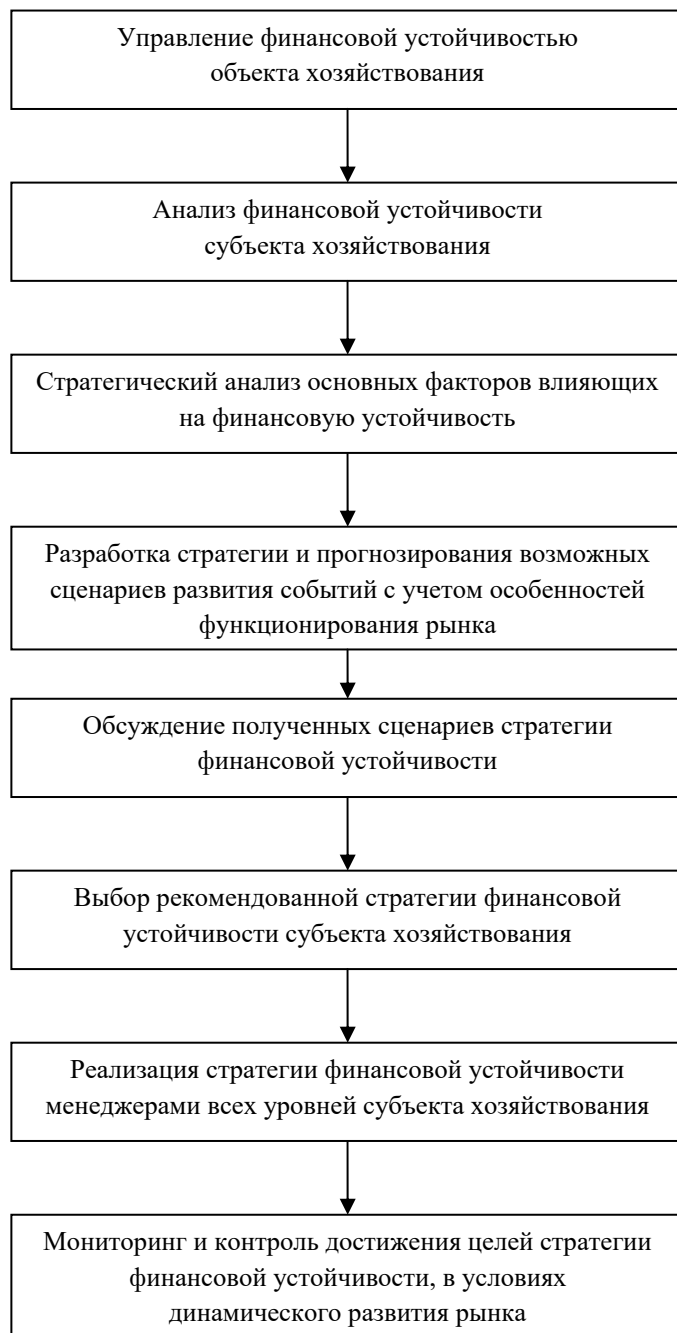 Управление финансовой устойчивостью
объекта хозяйствования
Анализ финансовой устойчивости
субъекта хозяйствования
Стратегический анализ основных факторов влияющих
на финансовую устойчивость
Разработка стратегии и прогнозирования возможных
сценариев развития событий с учетом особенностей
функционирования рынка
Обсуждение полученных сценариев стратегии
финансовой устойчивости
Выбор рекомендованной стратегии финансовой
устойчивости субъекта хозяйствования
Реализация стратегии финансовой устойчивости
менеджерами всех уровней субъекта хозяйствования
Мониторинг и контроль достижения целей стратегии
финансовой устойчивости, в условиях
динамического развития рынка